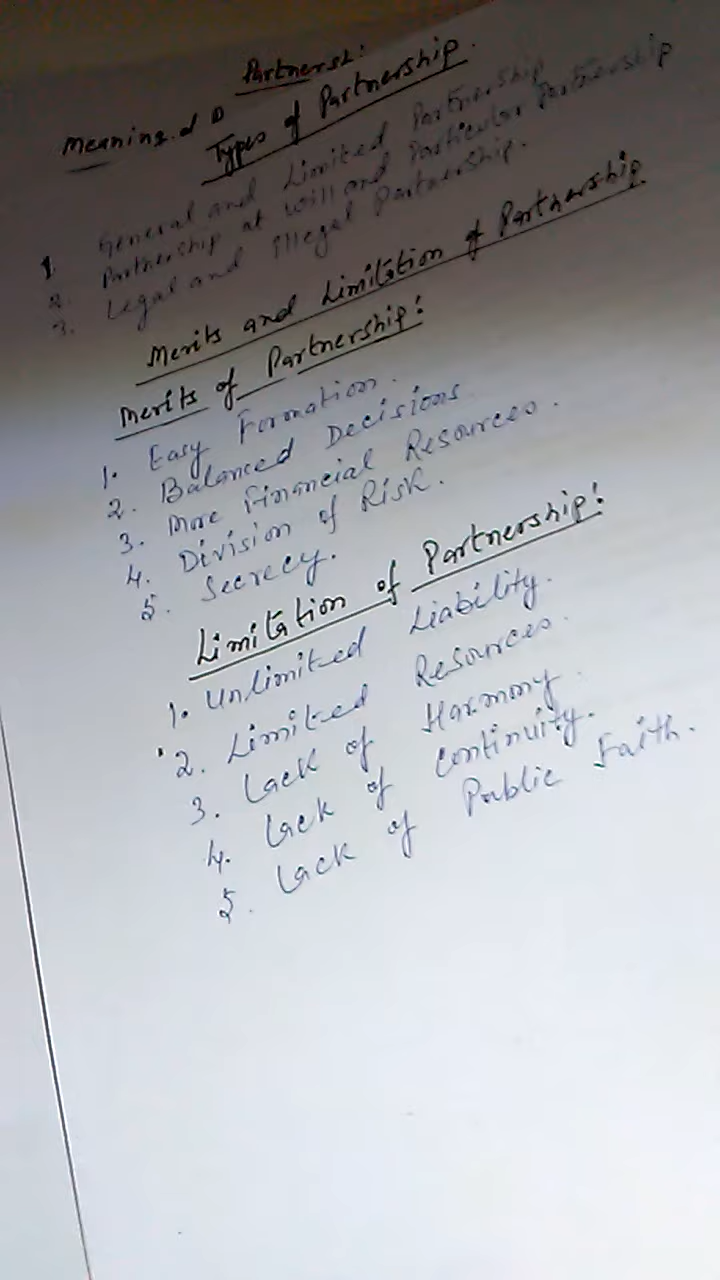 Partnersh:
Meaning of
Types of Partnership.
1. General and Limited Partnership
2. Partnership at will and Particular Partnership
3. Legal and Illegal Partnership.
Merits and Limitation of Partnership
Merits of Partnership:
1. Easy Formation.
2. Balanced Decisions
3. More Financial Resources.
4. Division of Risk.
5. Secrecy.
Limitation of Partnership:
1. Unlimited Liability.
2. Limited Resources.
3. Lack of Harmony.
4. Lack of Continuity.
5. Lack of Public Faith.